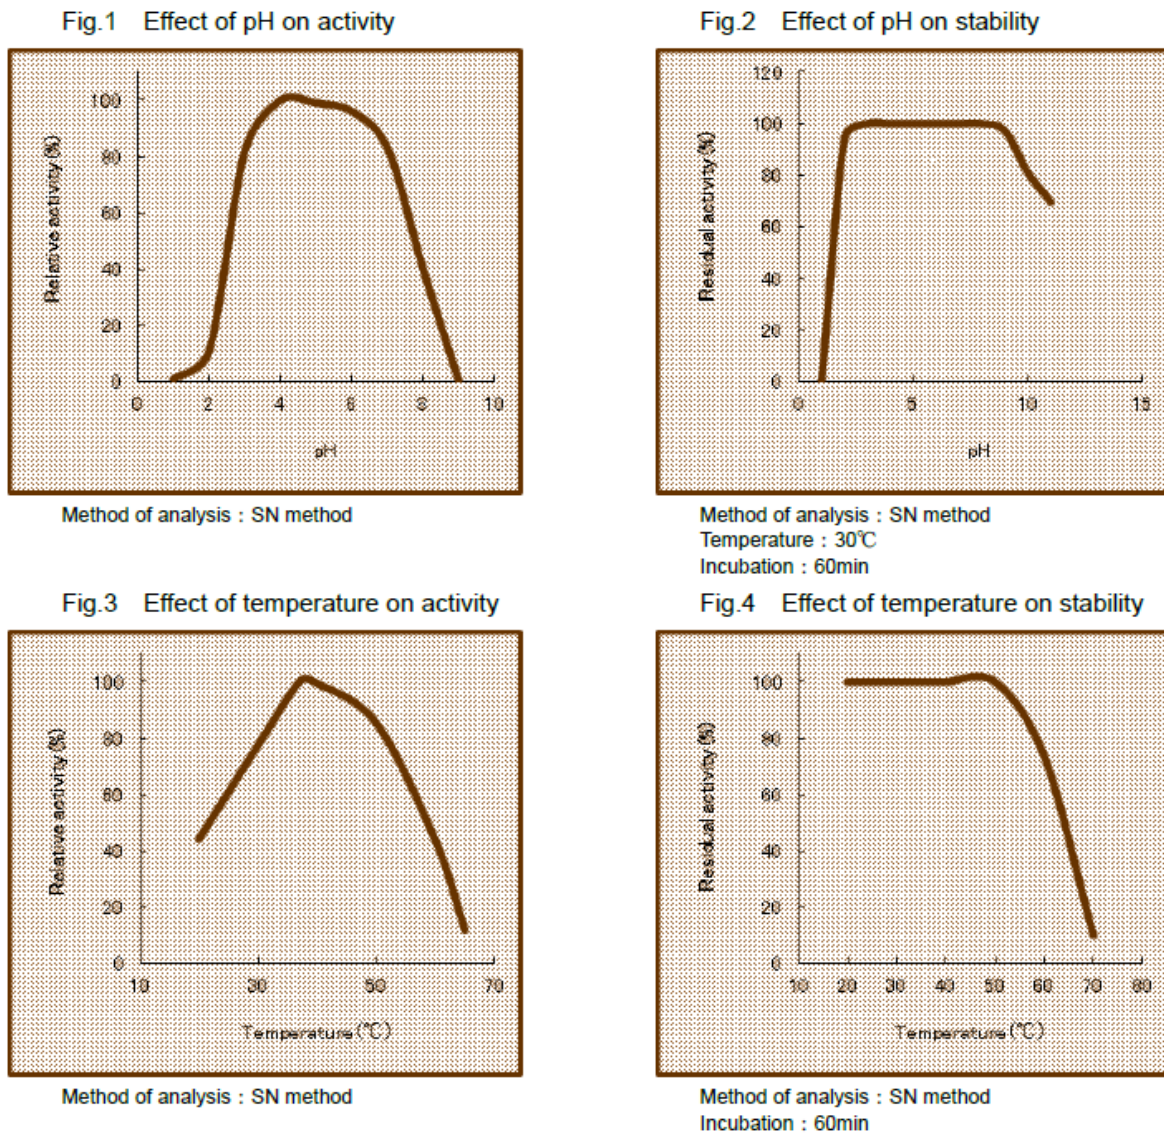 Fig.1 Effect of pH on activity
Relative activity(%)
100
80
60
40
20
0
0 2 4 6 8 10
pH
Method of analysis : SN method
Fig.2 Effect of pH on stability
Residual activity(%)
120
100
80
60
40
20
0
0 5 10 15
pH
Method of analysis : SN method
Temperature : 30℃
Incubation : 60min
Fig.3 Effect of temperature on activity
Relative activity(%)
100
80
60
40
20
0
10 30 50 70
Temperature(℃)
Method of analysis : SN method
Fig.4 Effect of temperature on stability
Residual activity(%)
100
80
60
40
20
0
10 20 30 40 50 60 70 80
Temperature(℃)
Method of analysis : SN method
Incubation : 60min